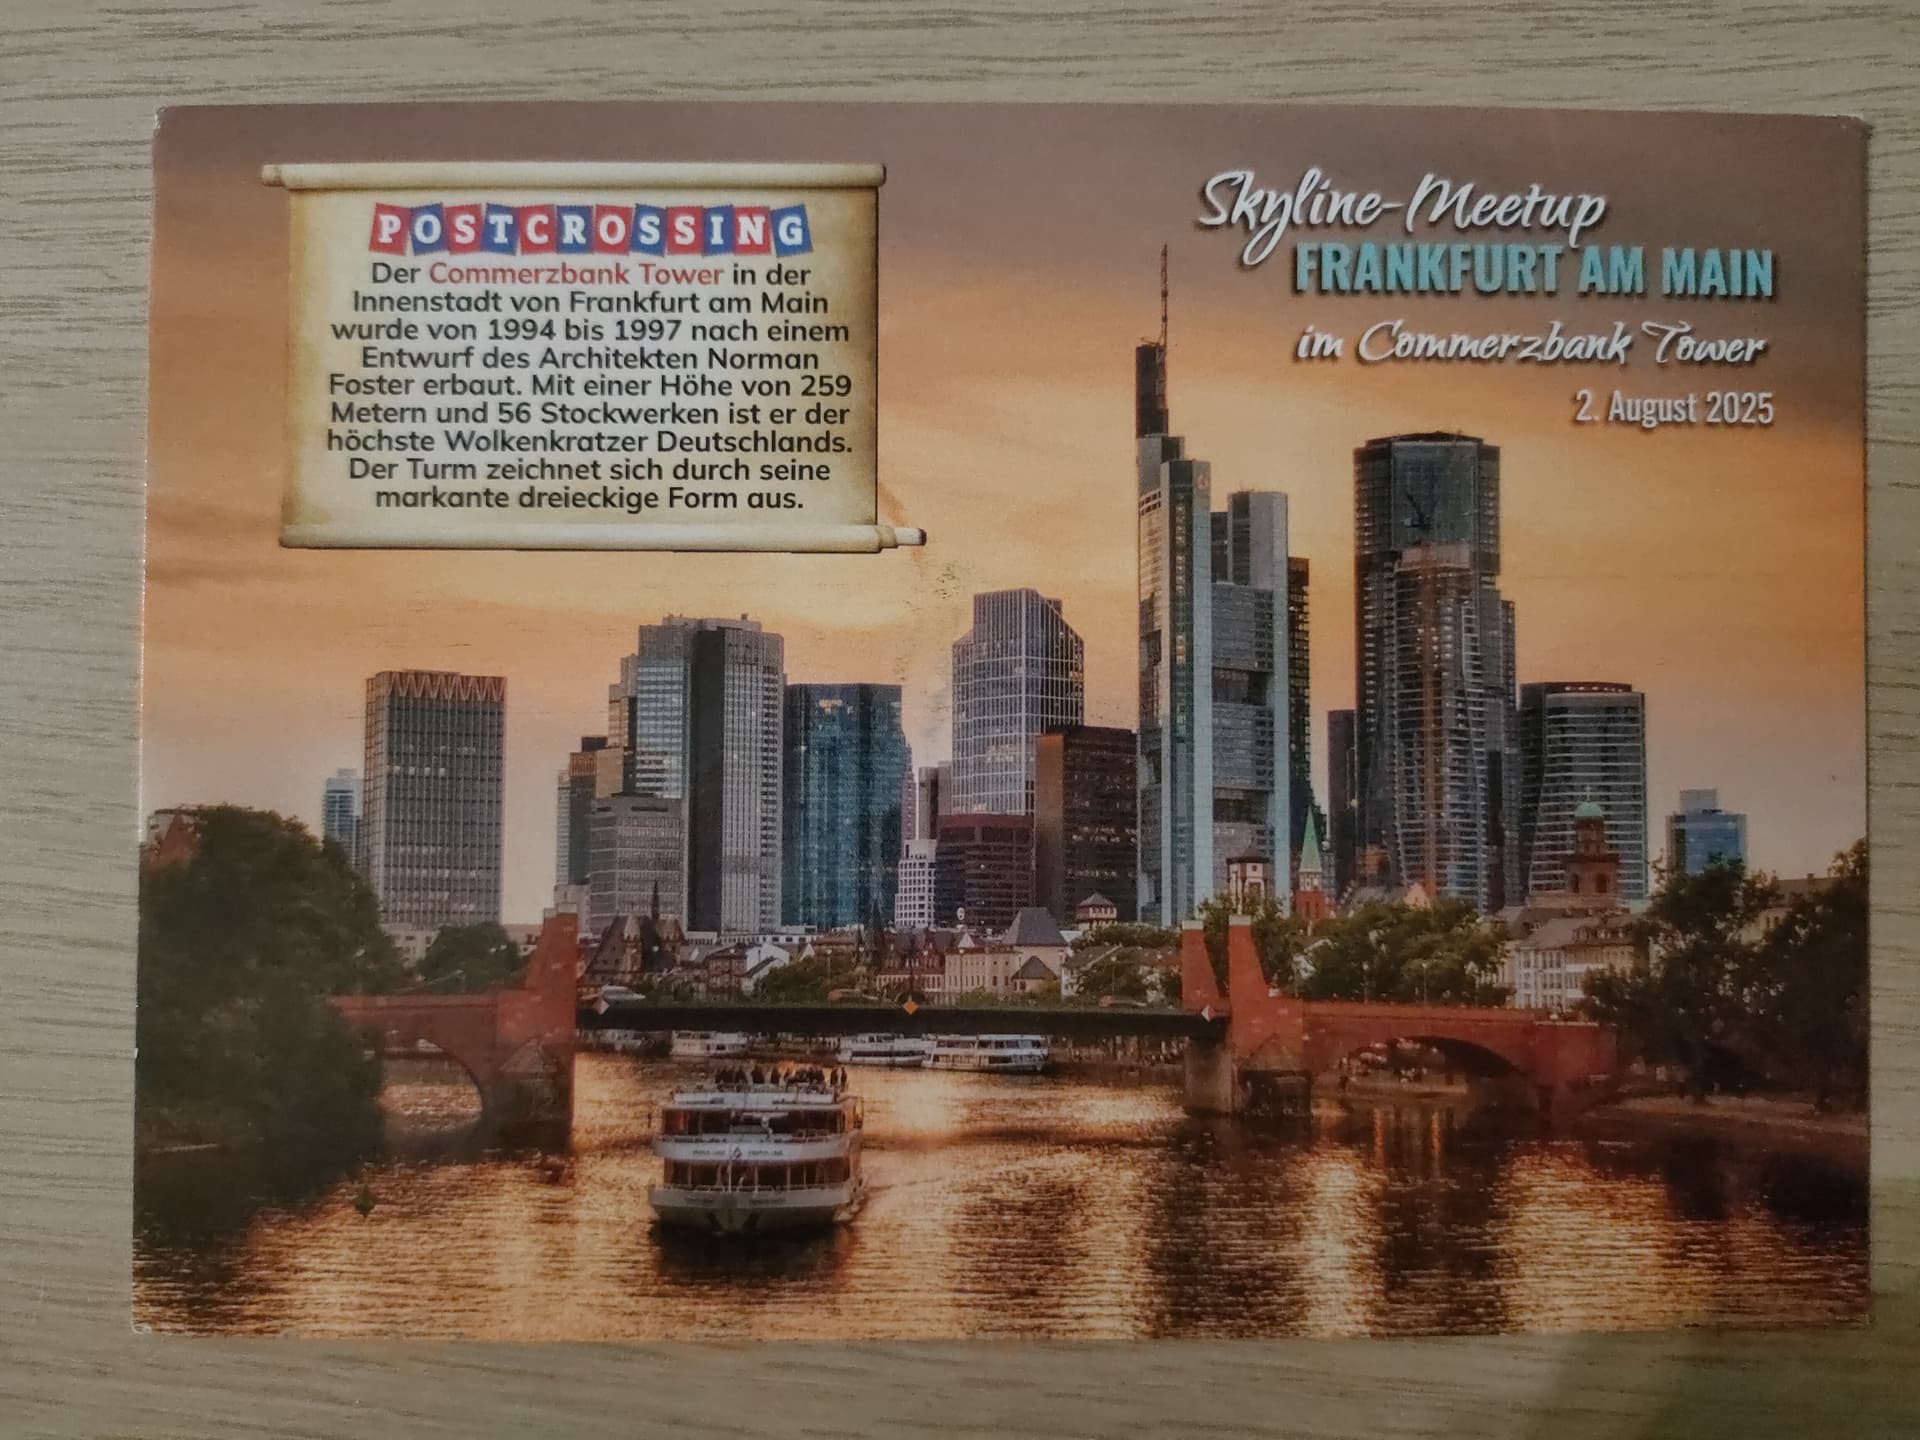 POSTCROSSING
Der Commerzbank Tower in der
Innenstadt von Frankfurt am Main
wurde von 1994 bis 1997 nach einem
Entwurf des Architekten Norman
Foster erbaut. Mit einer Höhe von 259
Metern und 56 Stockwerken ist er der
höchste Wolkenkratzer Deutschlands.
Der Turm zeichnet sich durch seine
markante dreieckige Form aus.
Skyline-Meetup
FRANKFURT AM MAIN
im Commerzbank Tower
2. August 2025